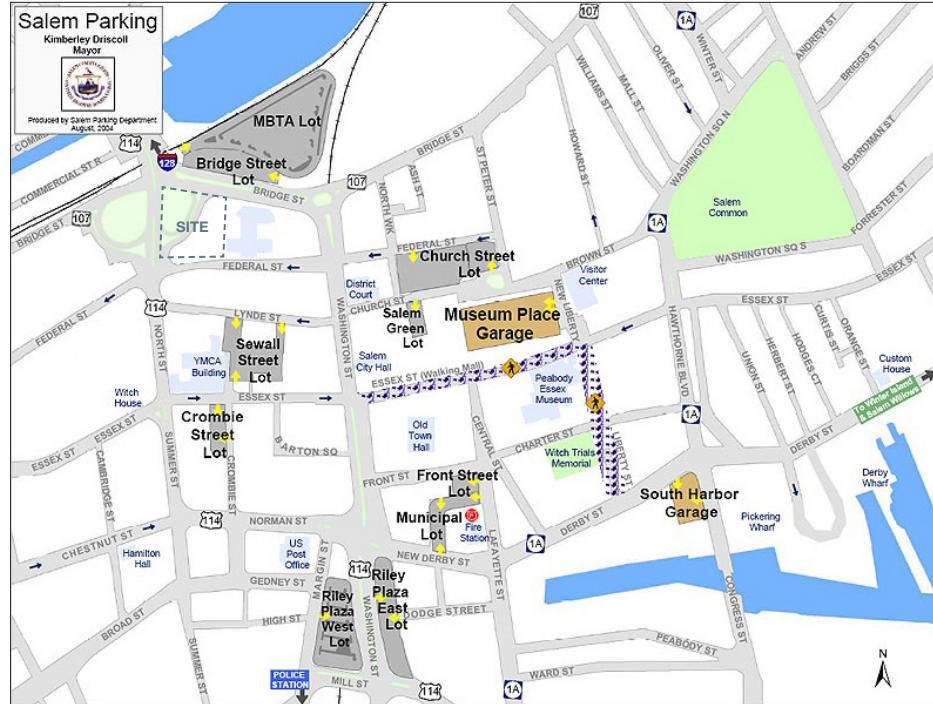 Salem Parking
Kimberley Driscoll
Mayor
Produced by Salem Parking Department
August, 2004
114
128
107
1A
MBTA Lot
Bridge Street
Lot
BRIDGE ST
107
BRIDGE ST
COMMERCIAL ST
107
BRIDGE ST
SITE
NORTH WK
ASH ST
ST PETER ST
HOWARD ST
WILLIAMS ST
MALL ST
OLIVER ST
WINTER ST
WASHINGTON SQ N
ANDREW ST
BRIGGS ST
BOARDMAN ST
FORRESTER ST
Salem
Common
WASHINGTON SQ S
1A
FEDERAL ST
FEDERAL ST
FEDERAL ST
Church Street
Lot
BROWN ST
Visitor
Center
District
Court
CHURCH ST
Salem
Green Lot
Museum Place
Garage
NEW LIBERTY
ESSEX ST
ESSEX ST
114
LYNDE ST
NORTH ST
WASHINGTON ST
HAWTHORNE BLVD
Sewall
Street
Lot
YMCA
Building
Salem
City Hall
ESSEX ST (Walking Mall)
Peabody
Essex
Museum
UNION ST
HERBERT ST
HODGES CT
CURTIS ST
ORANGE ST
Custom
House
To Winter Island
& Salem Willows
Witch
House
ESSEX ST
ESSEX ST
ESSEX ST
Crombie
Street
Lot
CROMBIE ST
BARTON SQ
Old
Town
Hall
CENTRAL ST
CHARTER ST
LIBERTY ST
Witch Trials
Memorial
1A
DERBY ST
CAMBRIDGE ST
SUMMER ST
FRONT ST
Front Street
Lot
Municipal
Lot
Fire
Station
South Harbor
Garage
Pickering
Wharf
Derby
Wharf
114
NORMAN ST
CHESTNUT ST
Hamilton
Hall
US
Post
Office
MARGIN ST
NEW DERBY ST
LAFAYETTE ST
1A
DERBY ST
114
GEDNEY ST
HIGH ST
BROAD ST
SUMMER ST
Riley
Plaza
West
Lot
WASHINGTON ST
Riley
Plaza
East
Lot
DODGE STREET
CONGRESS ST
PEABODY ST
WARD ST
POLICE
STATION
MILL ST
114
1A
1A
N